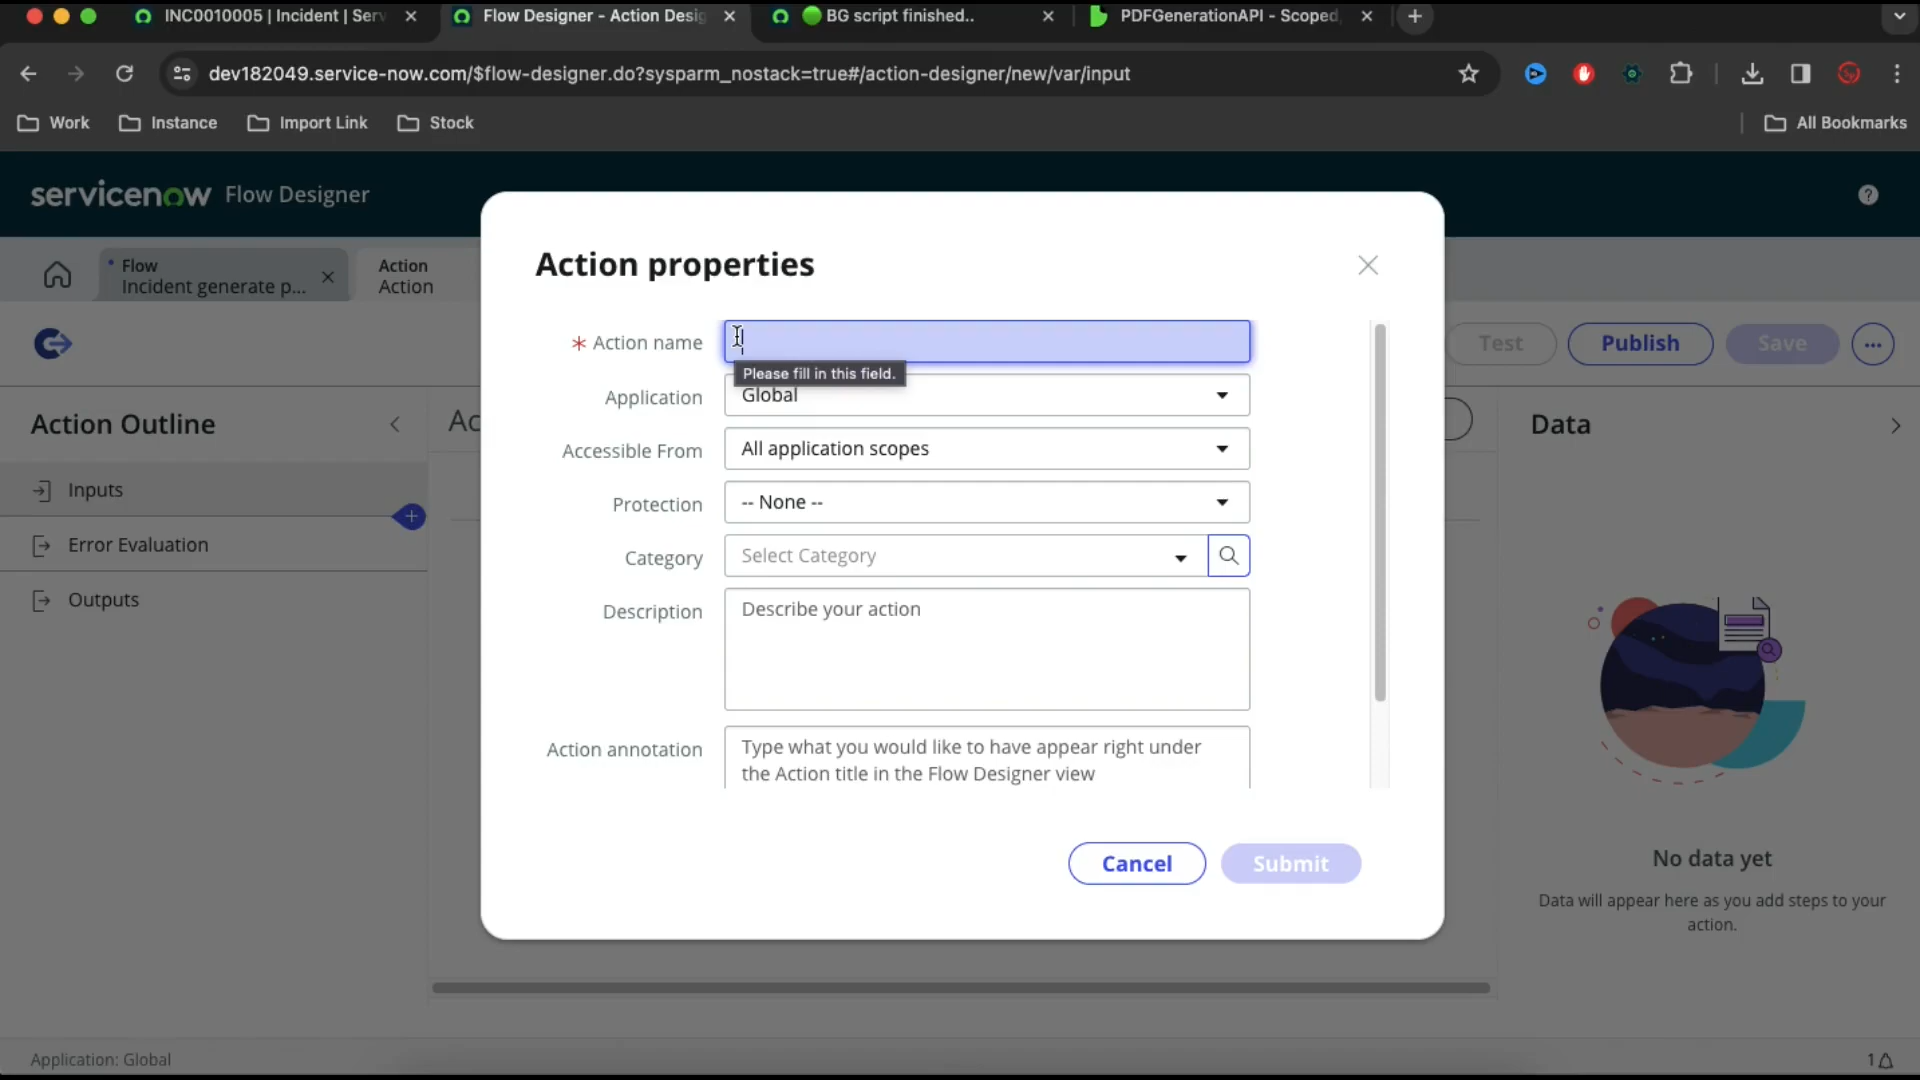 INC0010005 | Incident | Serv
Flow Designer - Action Desig
BG script finished..
PDFGenerationAPI - Scoped,
dev182049.service-now.com/$flow-designer.do?sysparm_nostack=true#/action-designer/new/var/input
Work
Instance
Import Link
Stock
All Bookmarks
servicenow Flow Designer
Flow
Incident generate p...
Action
Action
Test
Publish
Save
Action Outline
Ac
Inputs
Error Evaluation
Outputs
Action properties
* Action name
Please fill in this field.
Application
Global
Accessible From
All application scopes
Protection
-- None --
Category
Select Category
Description
Describe your action
Action annotation
Type what you would like to have appear right under
the Action title in the Flow Designer view
Cancel
Submit
Data
No data yet
Data will appear here as you add steps to your
action.
Application: Global
1